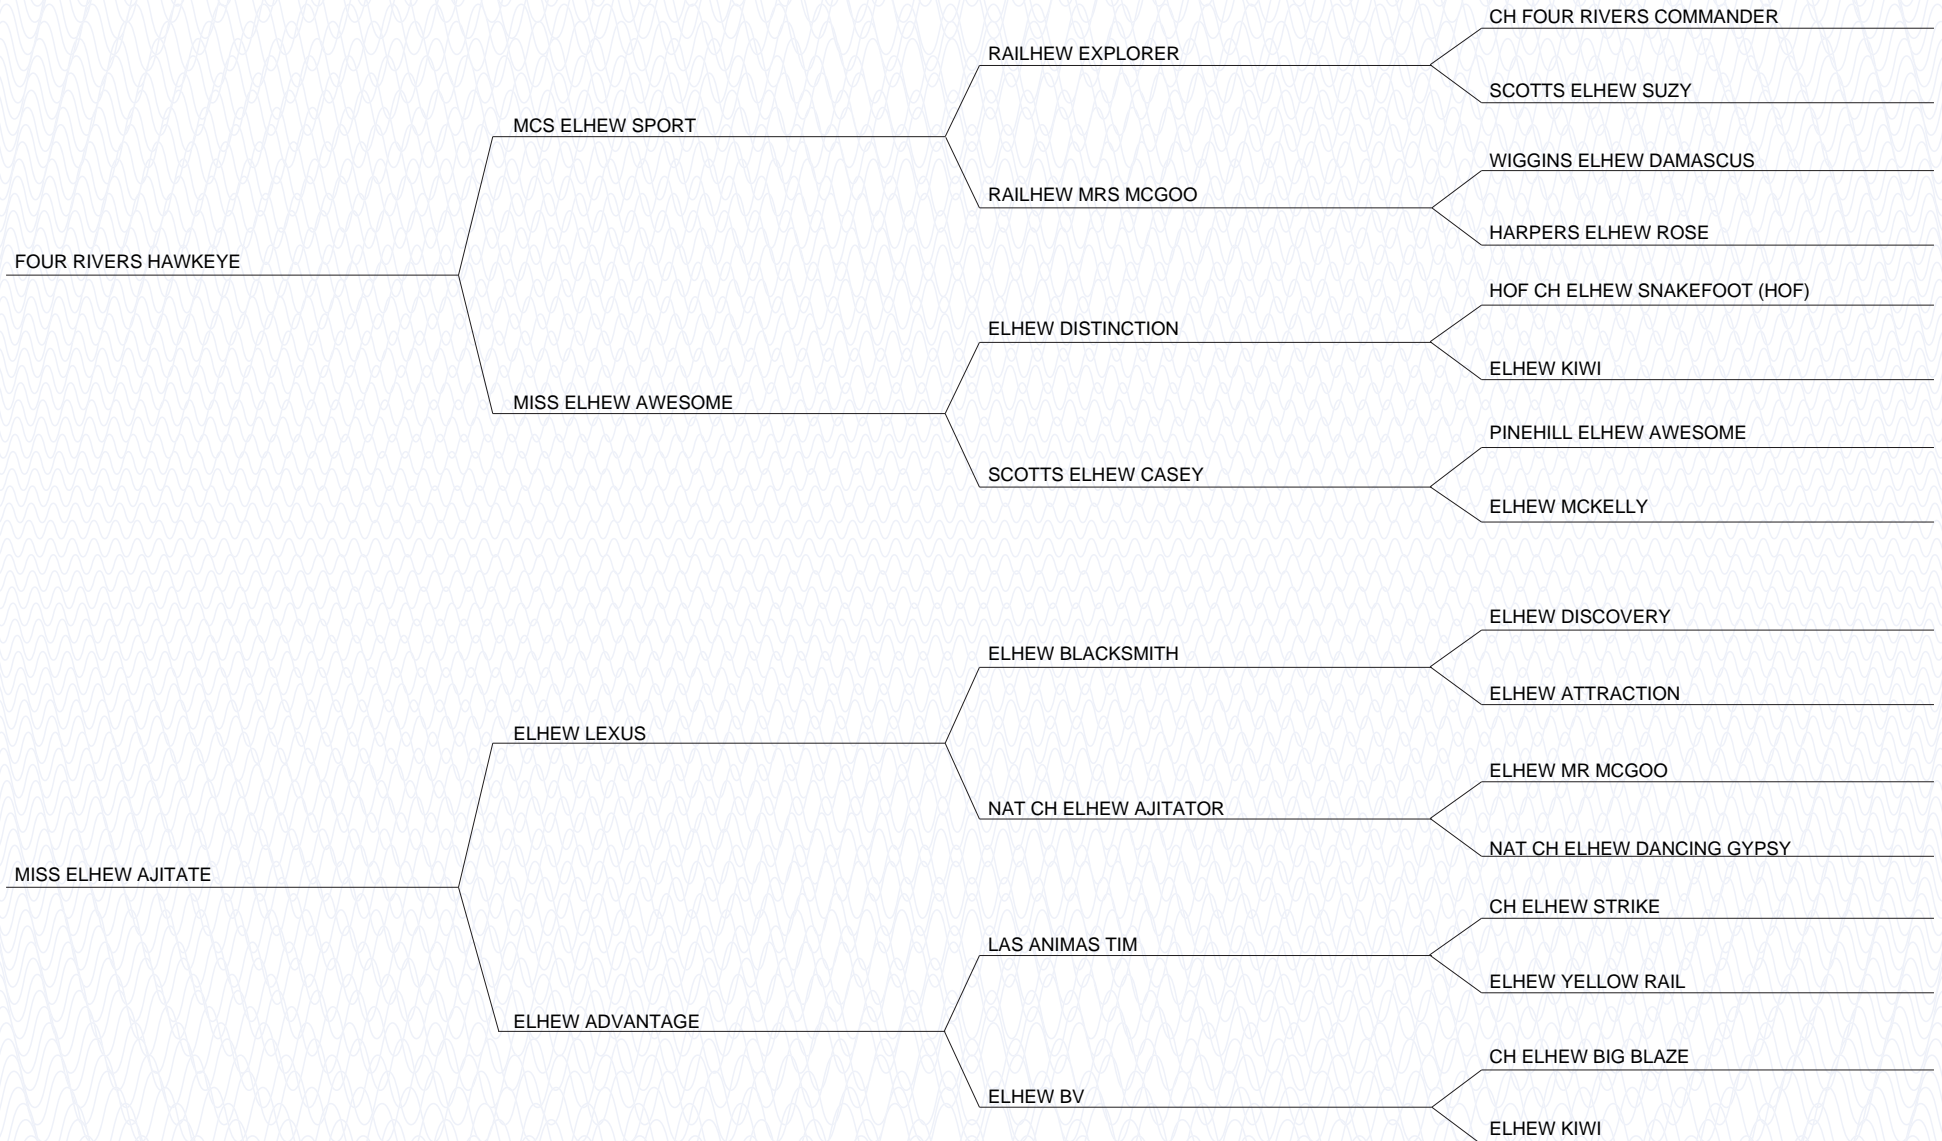 CH FOUR RIVERS COMMANDER
RAILHEW EXPLORER
SCOTTS ELHEW SUZY
MCS ELHEW SPORT
WIGGINS ELHEW DAMASCUS
RAILHEW MRS MCGOO
HARPERS ELHEW ROSE
FOUR RIVERS HAWKEYE
HOF CH ELHEW SNAKEFOOT (HOF)
ELHEW DISTINCTION
ELHEW KIWI
MISS ELHEW AWESOME
PINEHILL ELHEW AWESOME
SCOTTS ELHEW CASEY
ELHEW MCKELLY
ELHEW DISCOVERY
ELHEW BLACKSMITH
ELHEW ATTRACTION
ELHEW LEXUS
ELHEW MR MCGOO
NAT CH ELHEW AJITATOR
NAT CH ELHEW DANCING GYPSY
MISS ELHEW AJITATE
CH ELHEW STRIKE
LAS ANIMAS TIM
ELHEW YELLOW RAIL
ELHEW ADVANTAGE
CH ELHEW BIG BLAZE
ELHEW BV
ELHEW KIWI